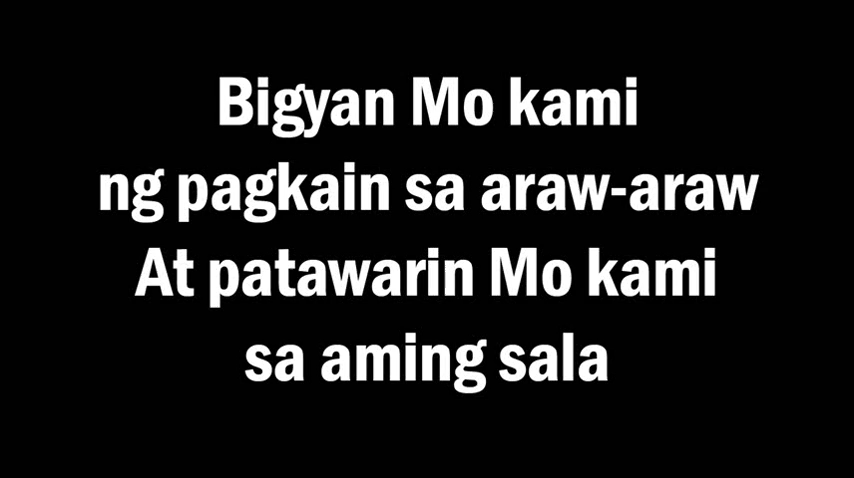 Bigyan Mo kami
ng pagkain sa araw-araw
At patawarin Mo kami
sa aming sala